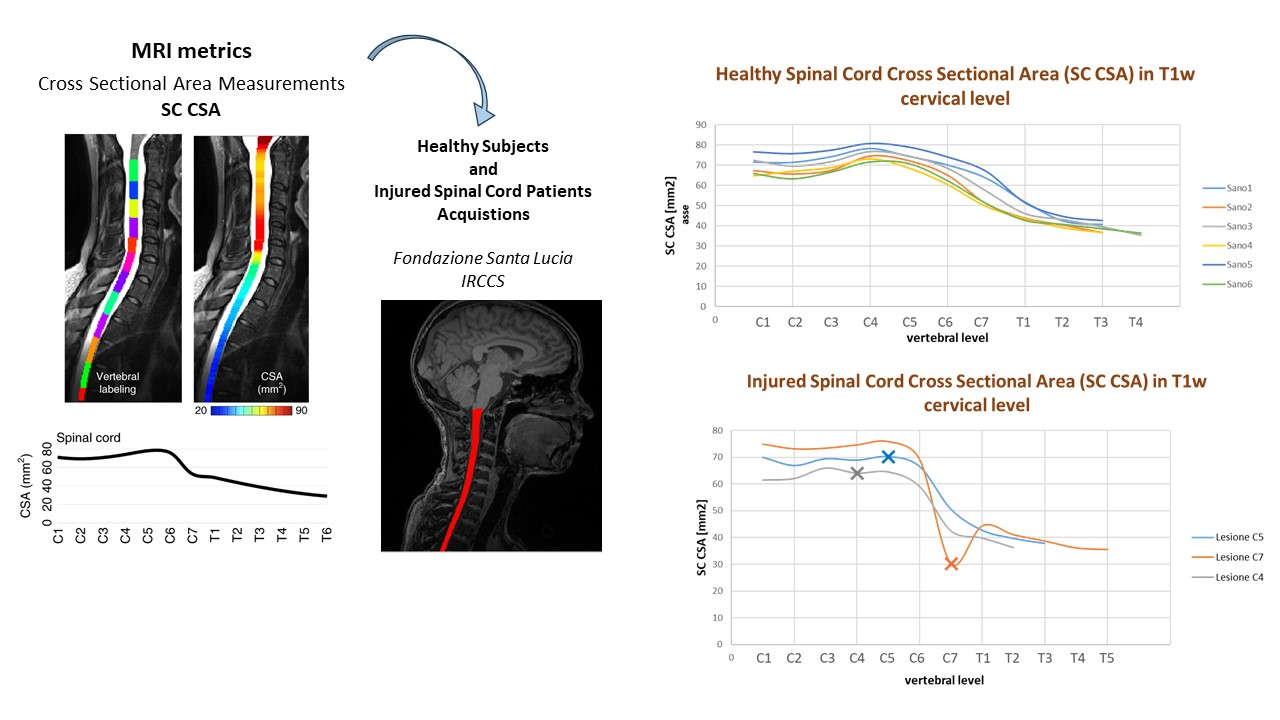 MRI metrics
Cross Sectional Area Measurements
SC CSA
Vertebral
labeling
CSA
(mm²)
20
90
Spinal cord
CSA (mm²)
0 20 40 60 80
C1 C2 C3 C4 C5 C6 C7 T1 T2 T3 T4 T5 T6
Healthy Subjects
and
Injured Spinal Cord Patients
Acquistions
Fondazione Santa Lucia
IRCCS
Healthy Spinal Cord Cross Sectional Area (SC CSA) in T1w
cervical level
SC CSA [mm2]
asse
90
80
70
60
50
40
30
20
10
0
0 C1 C2 C3 C4 C5 C6 C7 T1 T2 T3 T4
vertebral level
Sano1
Sano2
Sano3
Sano4
Sano5
Sano6
Injured Spinal Cord Cross Sectional Area (SC CSA) in T1w
cervical level
SC CSA [mm2]
80
70
60
50
40
30
20
10
0
0 C1 C2 C3 C4 C5 C6 C7 T1 T2 T3 T4 T5
vertebral level
Lesione C5
Lesione C7
Lesione C4